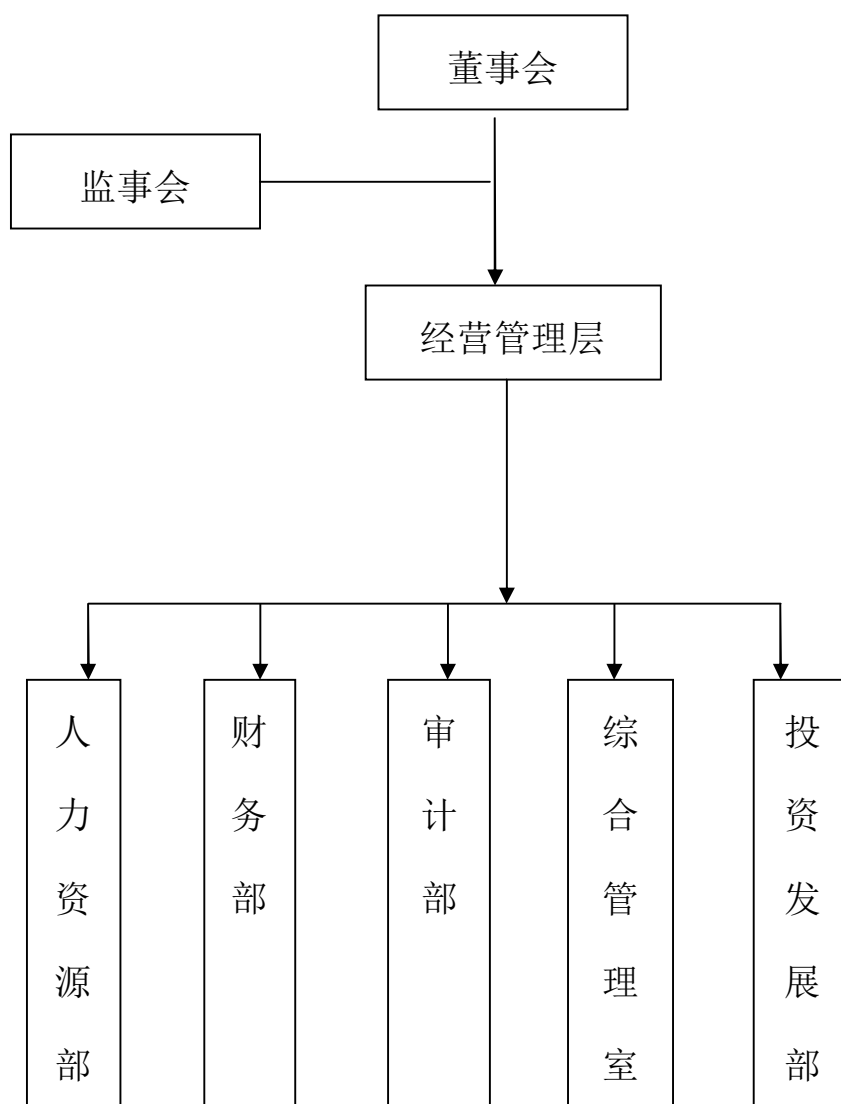 董事会
监事会
经营管理层
人力资源部
财务部
审计部
综合管理室
投资发展部